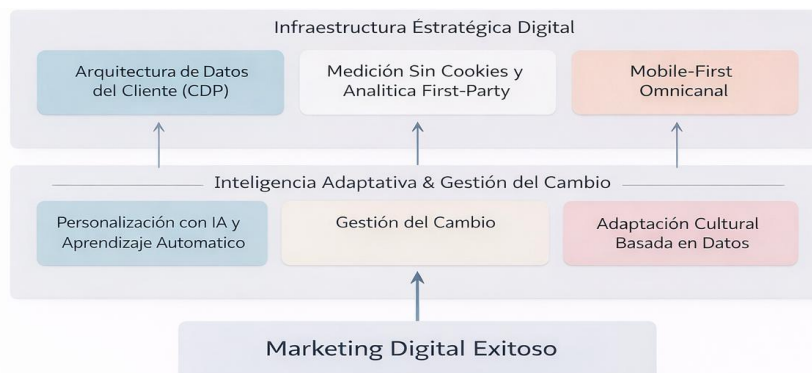 Infraestructura Éstratégica Digital
Arquitectura de Datos
del Cliente (CDP)
Medición Sin Cookies y
Analitica First-Party
Mobile-First
Omnicanal
Inteligencia Adaptativa & Gestión del Cambio
Personalización con IA y
Aprendizaje Automatico
Gestión del Cambio
Adaptación Cultural
Basada en Datos
Marketing Digital Exitoso